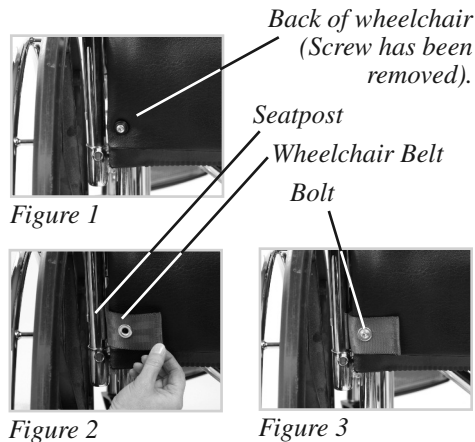 Back of wheelchair
(Screw has been
removed).
Seatpost
Wheelchair Belt
Bolt
Figure 1
Figure 2
Figure 3